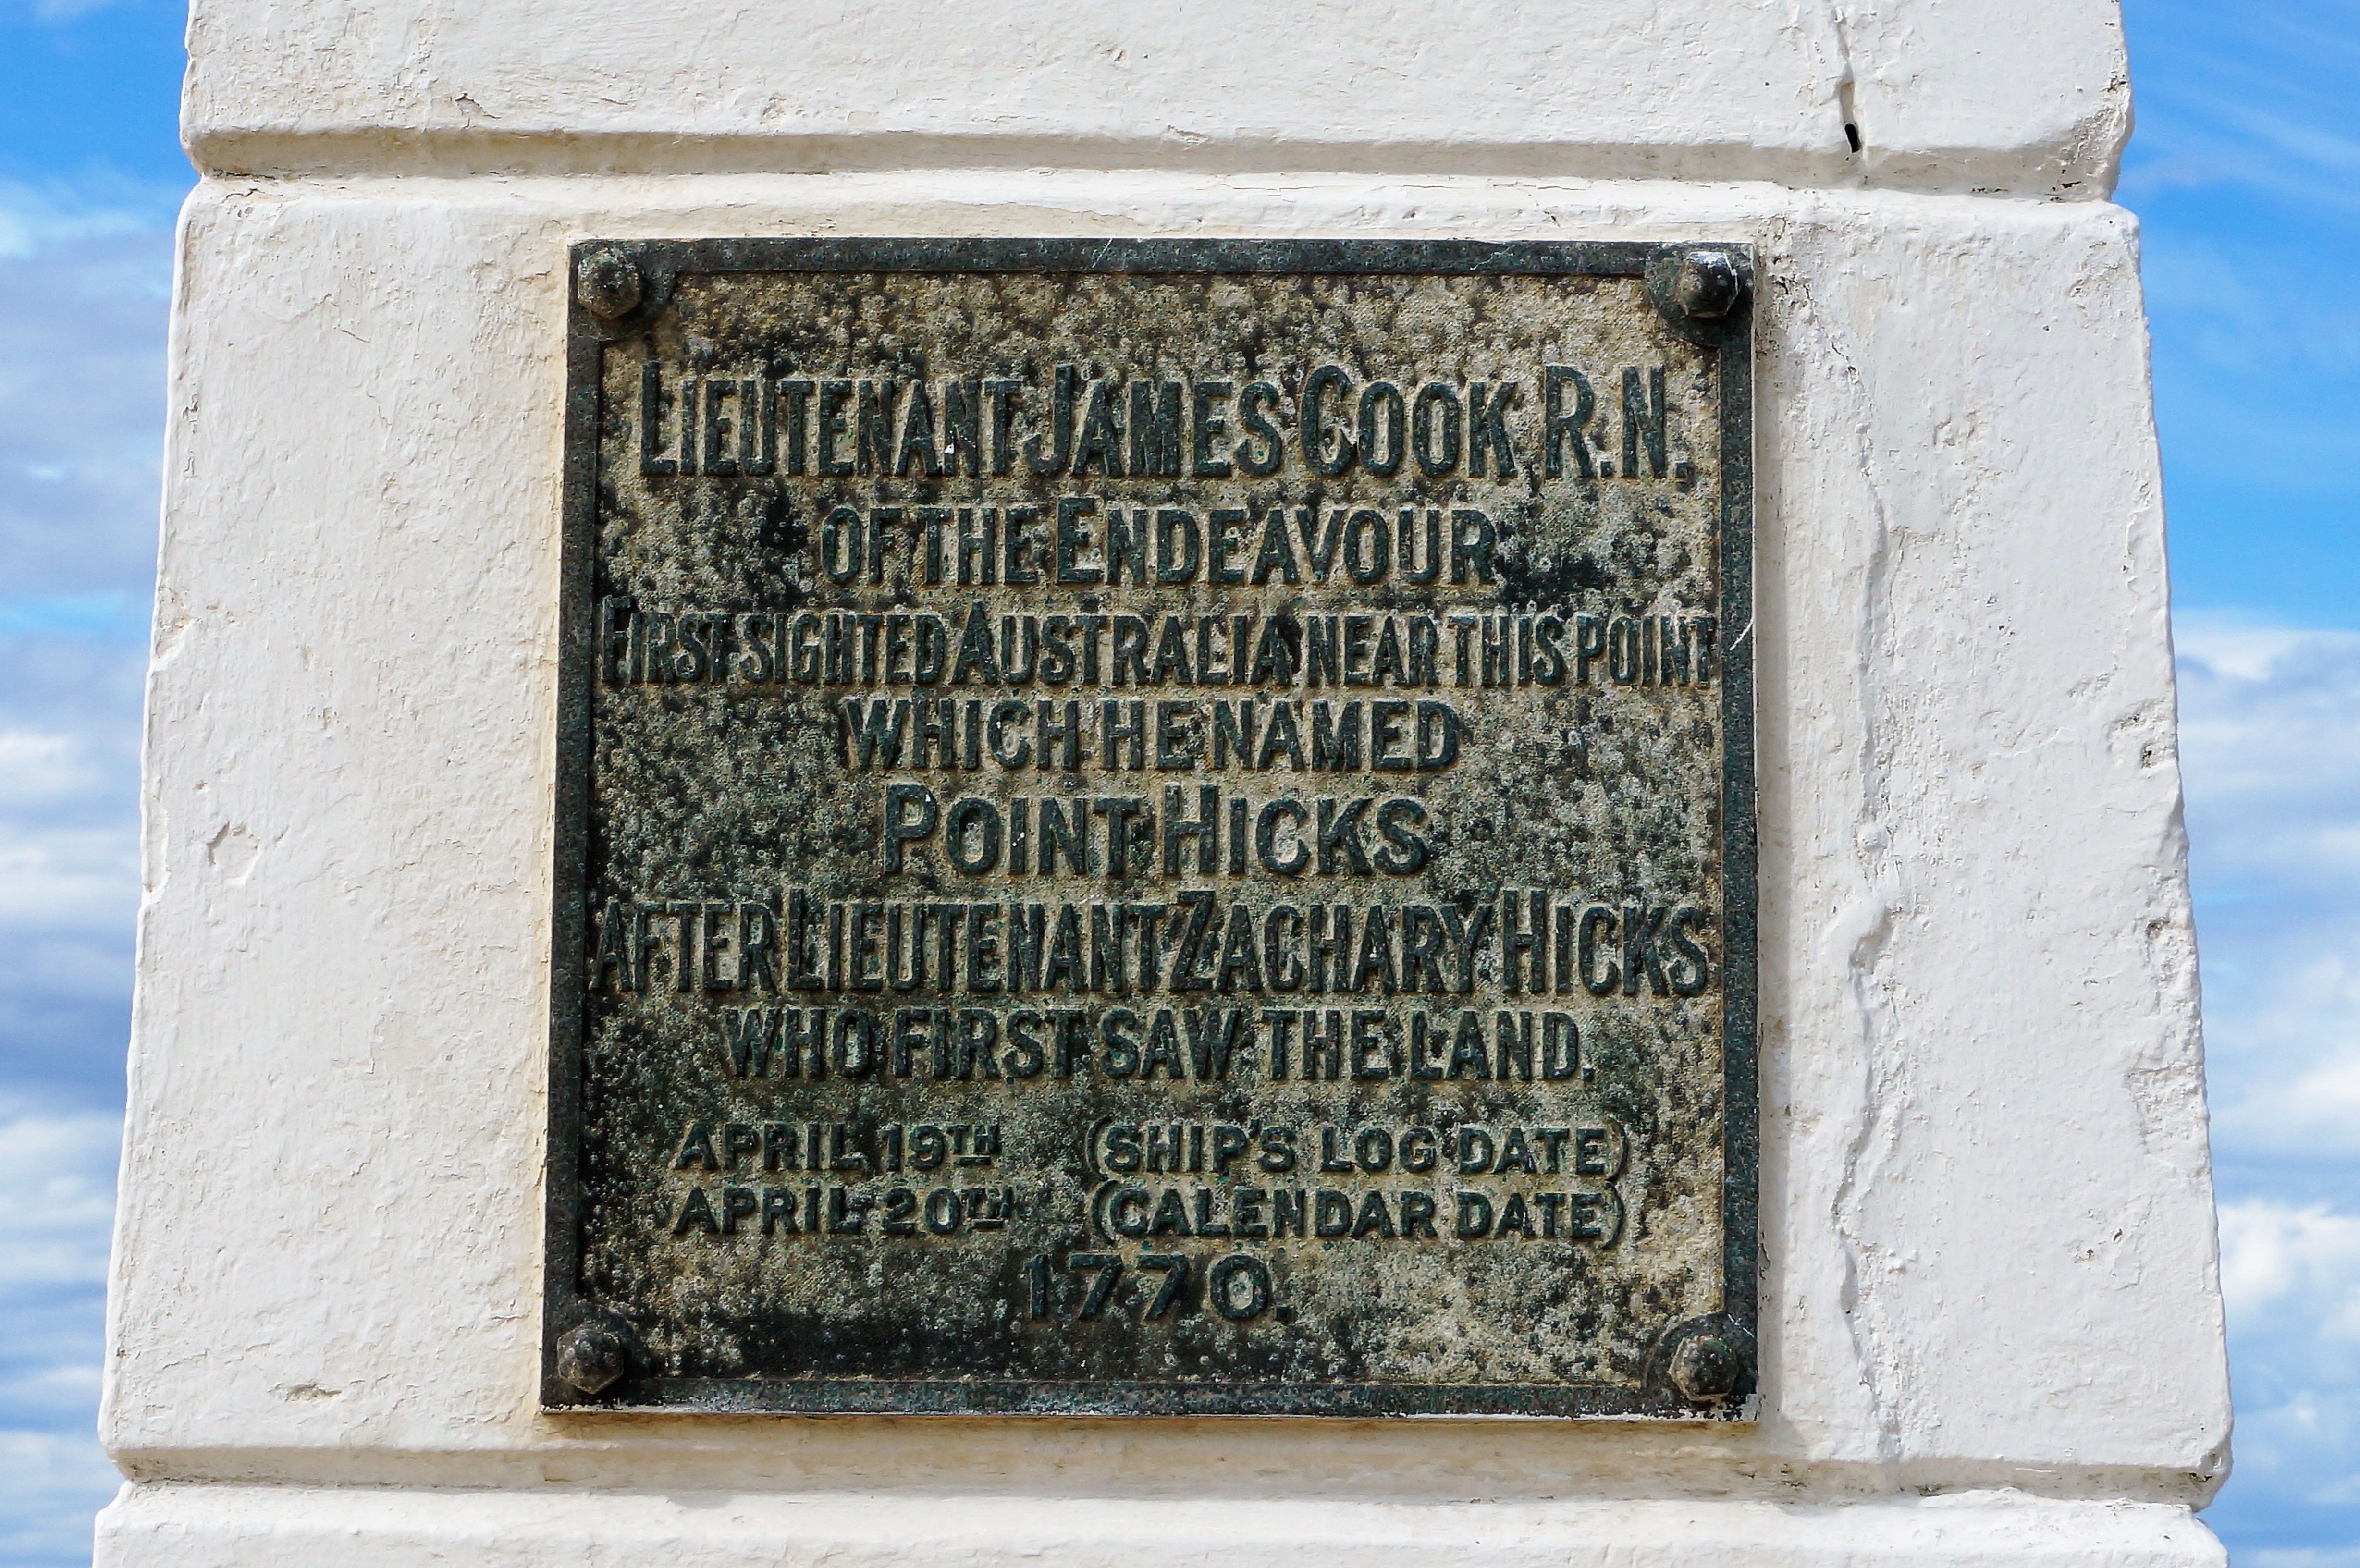 LIEUTENANT JAMES COOK, R.N.
OF THE ENDEAVOUR
FIRST SIGHTED AUSTRALIA NEAR THIS POINT
WHICH HE NAMED
POINT HICKS
AFTER LIEUTENANT ZACHARY HICKS
WHO FIRST SAW THE LAND.
APRIL 19TH (SHIP'S LOG DATE)
APRIL 20TH (CALENDAR DATE)
1770.